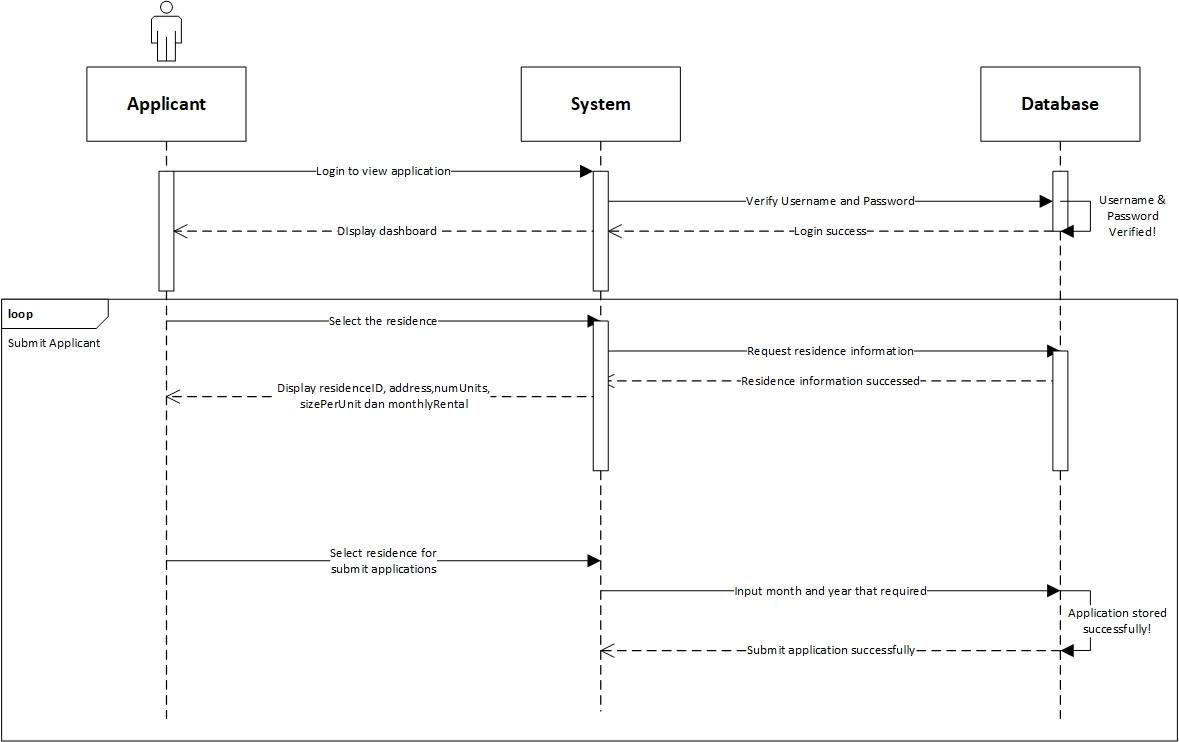 Applicant
System
Database
Login to view application
Verify Username and Password
Username &
Password
Verified!
DIsplay dashboard
Login success
loop
Submit Applicant
Select the residence
Request residence information
Residence information successed
Display residenceID, address,numUnits,
sizePerUnit dan monthlyRental
Select residence for
submit applications
Input month and year that required
Application stored
successfully!
Submit application successfully